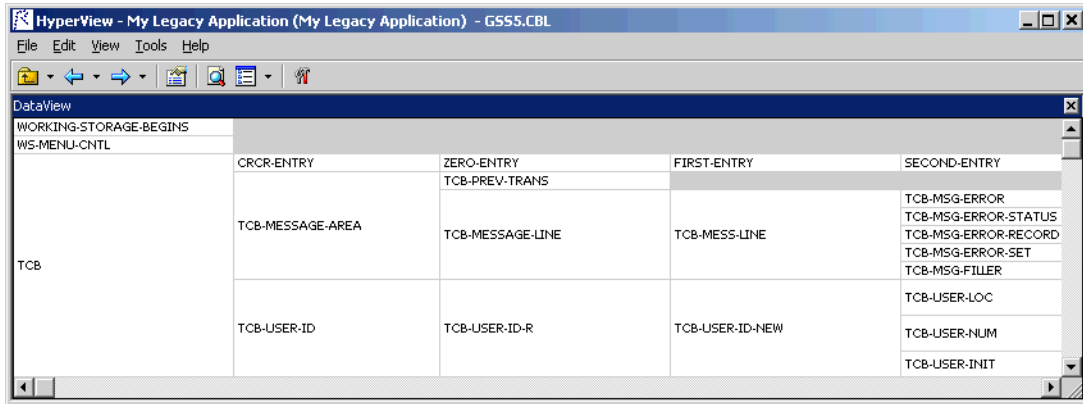 HyperView - My Legacy Application (My Legacy Application) - GSS5.CBL
File Edit View Tools Help
DataView
WORKING-STORAGE-BEGINS
WS-MENU-CNTL
CRCR-ENTRY ZERO-ENTRY FIRST-ENTRY SECOND-ENTRY
TCB-PREV-TRANS
TCB-MSG-ERROR
TCB-MSG-ERROR-STATUS
TCB-MESSAGE-AREA TCB-MESSAGE-LINE TCB-MESS-LINE TCB-MSG-ERROR-RECORD
TCB-MSG-ERROR-SET
TCB TCB-MSG-FILLER
TCB-USER-LOC
TCB-USER-ID TCB-USER-ID-R TCB-USER-ID-NEW TCB-USER-NUM
TCB-USER-INIT